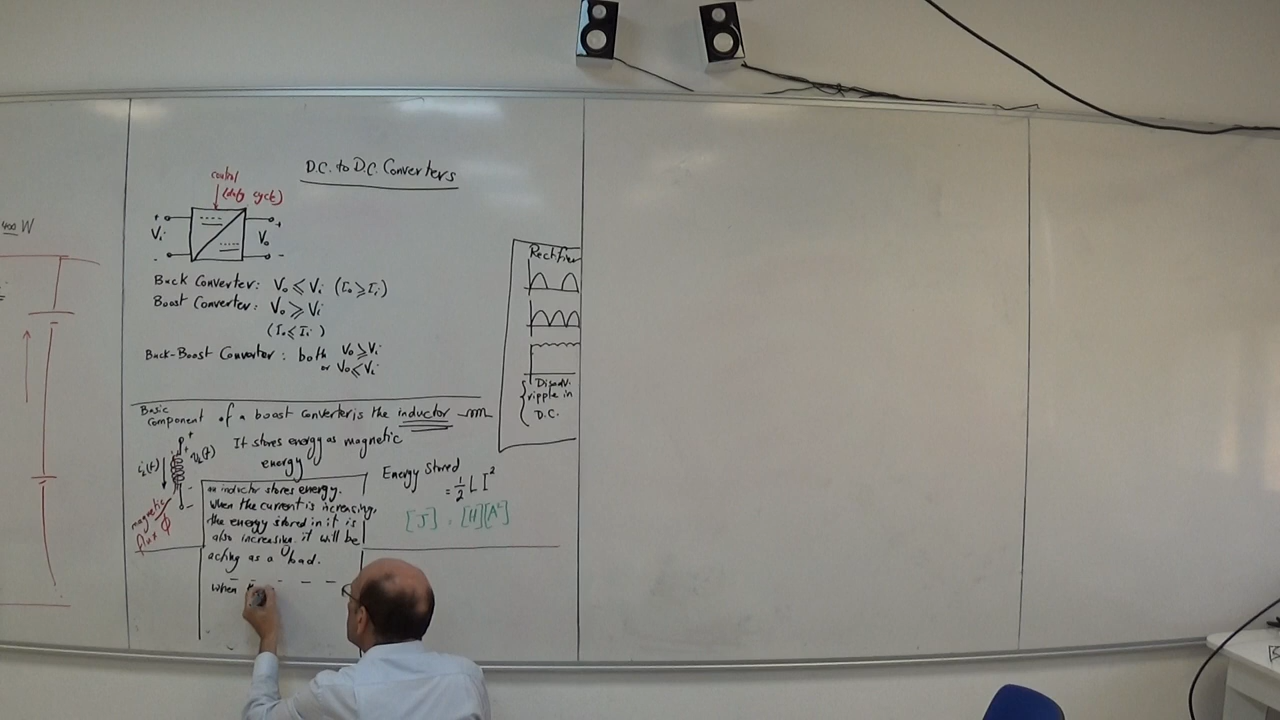 400 W
D.C. to D.C. Converters
control
(duty cycle)
+ +
Vi Vo
- -
Back Converter: Vo ≤ Vi (Io ≥ Ii)
Boost Converter: Vo ≥ Vi
(Io ≤ Ii)
Back-Boost Converter: both Vo ≥ Vi
or Vo ≤ Vi
Rectifier
Disadv.
ripple in
D.C.
Basic
component of a boost converter is the inductor
It stores energy as magnetic
energy
+
+
iL(t) vL(t)
-
-
magnetic
flux Φ
Energy Stored
= 1/2 L I²
[J] = [H][A²]
an inductor stores energy.
When the current is increasing,
the energy stored in it is
also increasing. it will be
acting as a load.
when